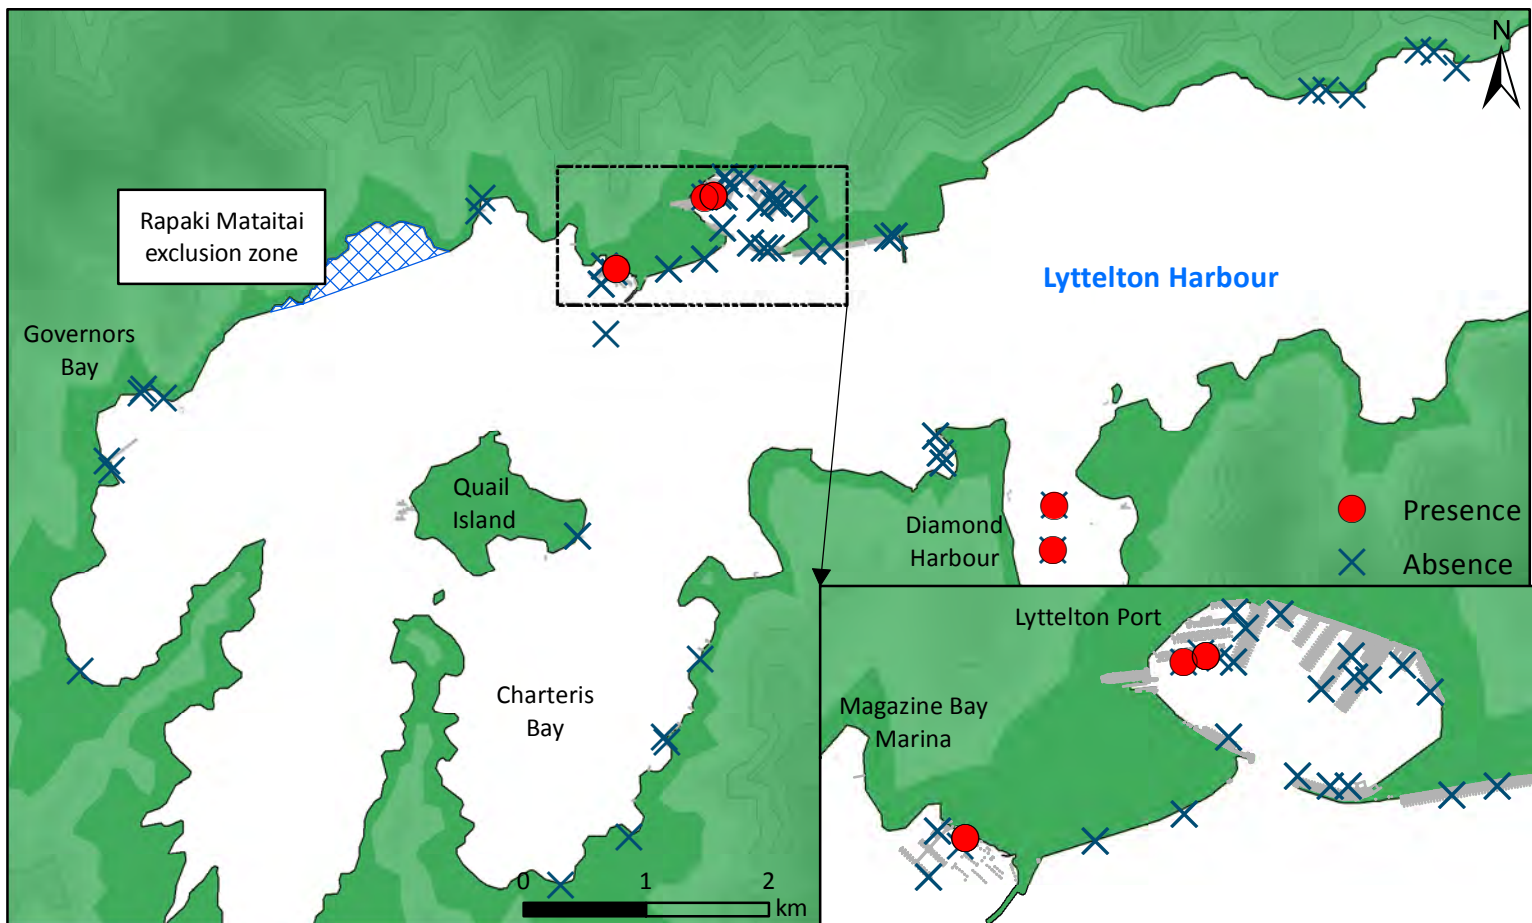 N
Rapaki Mataitai
exclusion zone
Lyttelton Harbour
Governors
Bay
Quail
Island
Diamond
Harbour
Presence
Absence
Lyttelton Port
Magazine Bay
Marina
Charteris
Bay
0 1 2
km